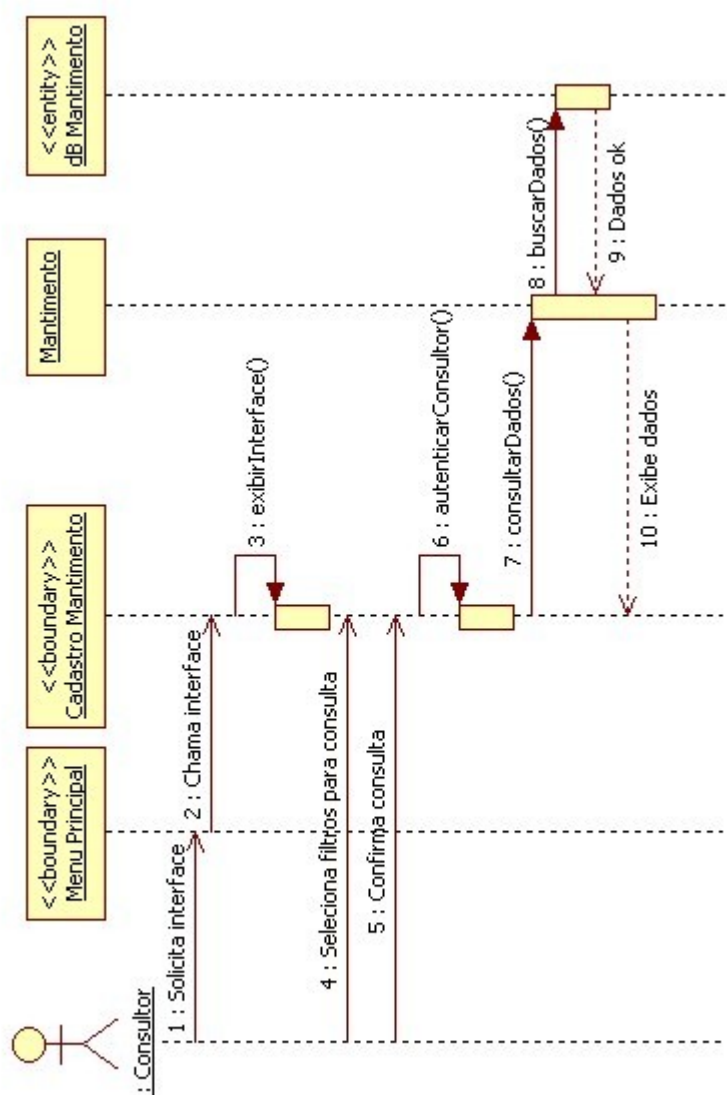 : Consultor
<<boundary>>
Menu Principal
<<boundary>>
Cadastro Mantimento
Mantimento
<<entity>>
dB Mantimento
1 : Solicita interface
2 : Chama interface
3 : exibirInterface()
4 : Seleciona filtros para consulta
5 : Confirma consulta
6 : autenticarConsultor()
7 : consultarDados()
8 : buscarDados()
9 : Dados ok
10 : Exibe dados